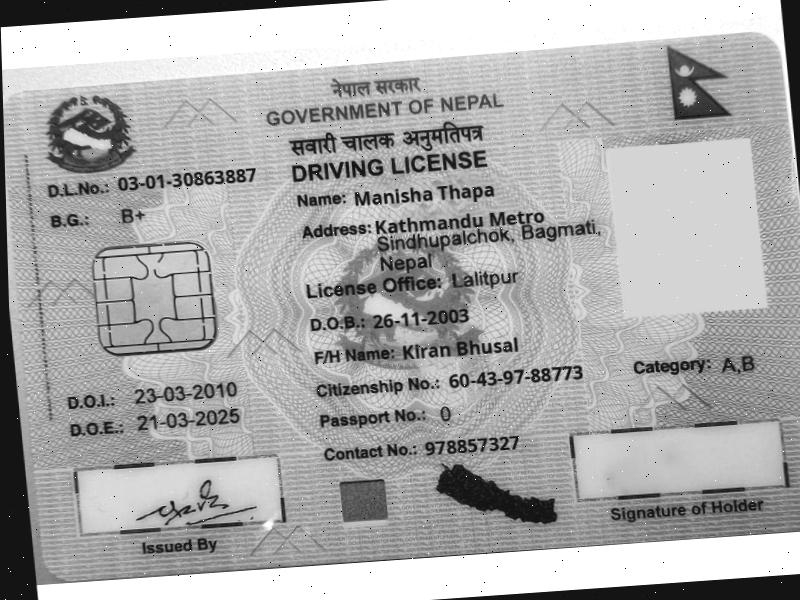 नेपाल सरकार
GOVERNMENT OF NEPAL
सवारी चालक अनुमतिपत्र
DRIVING LICENSE
D.L.No.: 03-01-30863887
B.G.: B+
Name: Manisha Thapa
Address: Kathmandu Metro
Sindhupalchok, Bagmati,
Nepal
License Office: Lalitpur
D.O.B.: 26-11-2003
F/H Name: Kiran Bhusal
Citizenship No.: 60-43-97-88773
Category: A,B
D.O.I.: 23-03-2010
Passport No.: 0
D.O.E.: 21-03-2025
Contact No.: 978857327
Issued By
Signature of Holder